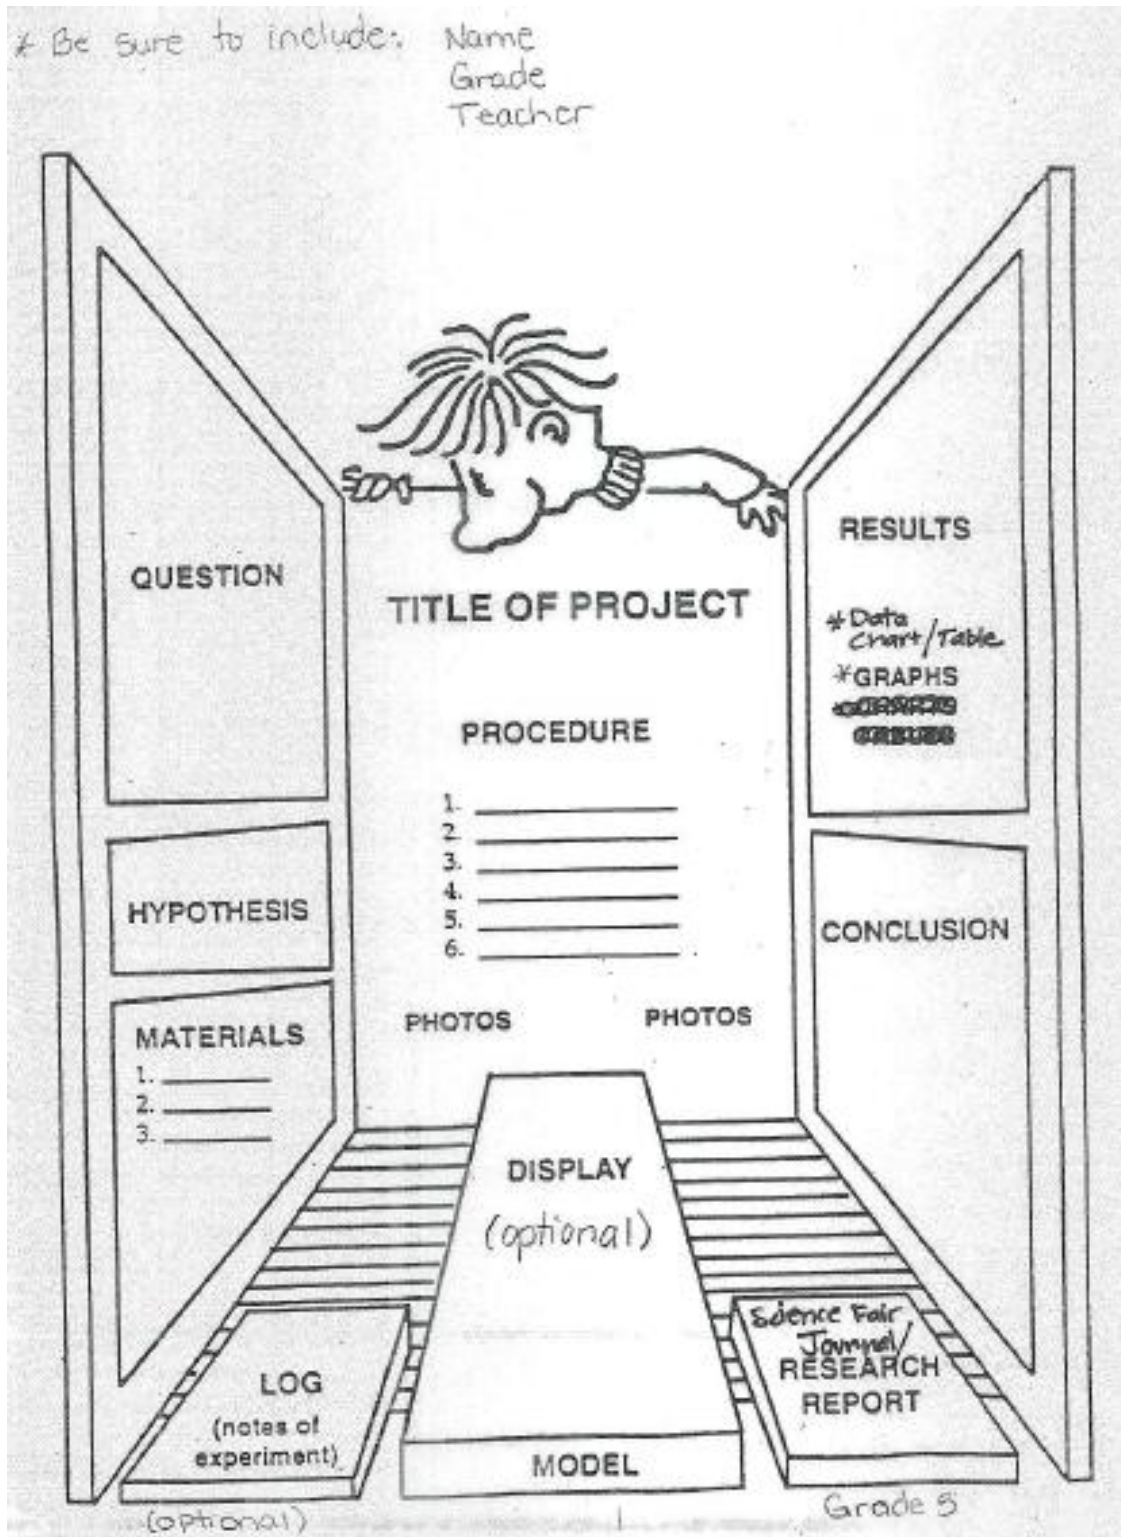 * Be sure to include: Name
Grade
Teacher
QUESTION
HYPOTHESIS
MATERIALS
1.
2.
3.
TITLE OF PROJECT
PROCEDURE
1.
2.
3.
4.
5.
6.
PHOTOS
PHOTOS
RESULTS
* Data
Chart/Table
*GRAPHS
CONCLUSION
DISPLAY
(optional)
MODEL
LOG
(notes of
experiment)
(optional)
Science Fair
Journal/
RESEARCH
REPORT
Grade 5